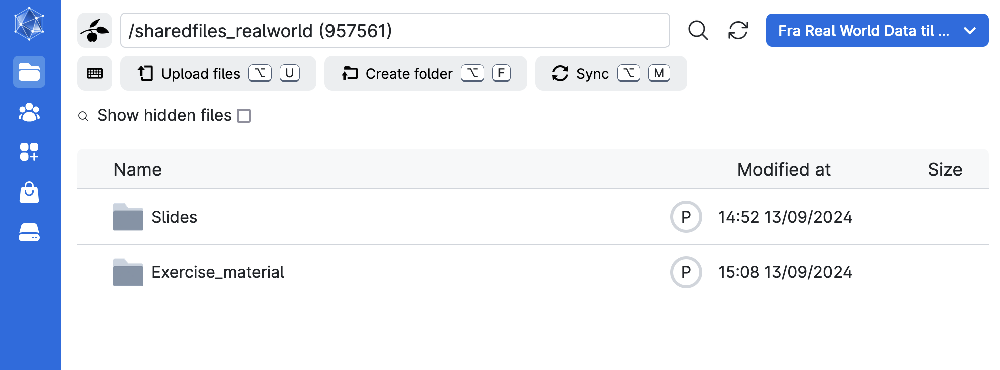 /sharedfiles_realworld (957561)
Fra Real World Data til ...
Upload files ⌥ U
Create folder ⌥ F
Sync ⌥ M
Show hidden files
Name Modified at Size
Slides P 14:52 13/09/2024
Exercise_material P 15:08 13/09/2024